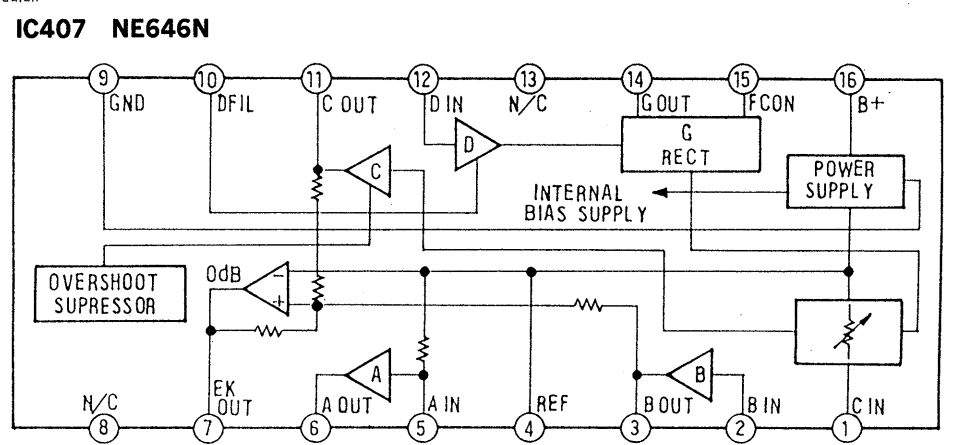 IC407 NE646N
9 10 11 12 13 14 15 16
GND DFIL C OUT D IN N/C G OUT FCON B+
G
RECT
D
C
POWER
SUPPLY
INTERNAL
BIAS SUPPLY
OVERSHOOT
SUPRESSOR
0dB
−
+
A
B
N/C EK
OUT A OUT A IN REF B OUT B IN C IN
8 7 6 5 4 3 2 1